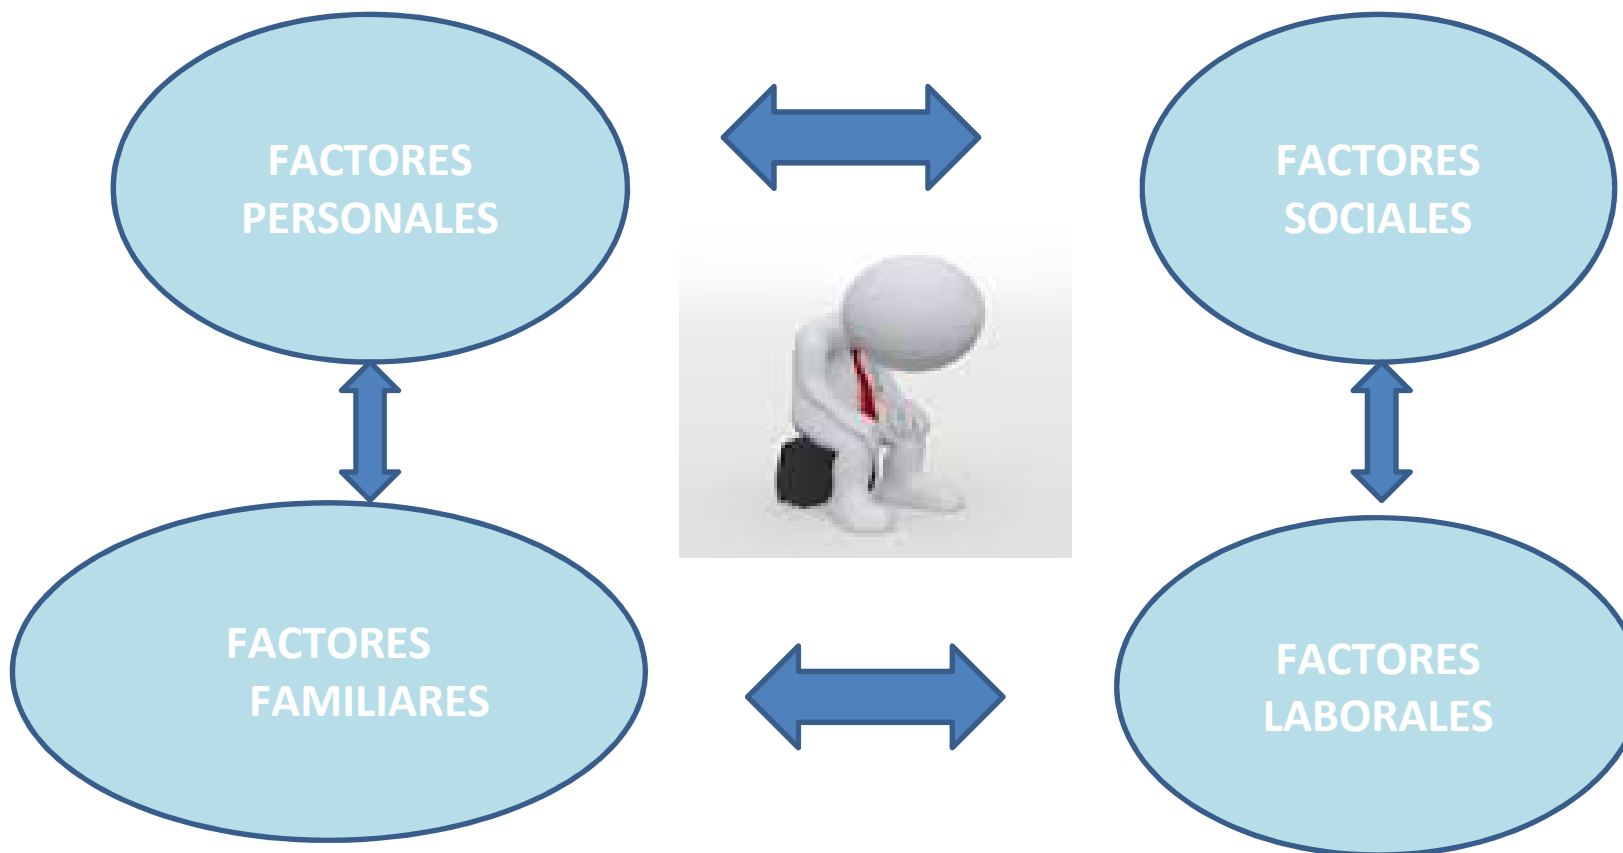 FACTORES
PERSONALES
FACTORES
SOCIALES
FACTORES
FAMILIARES
FACTORES
LABORALES